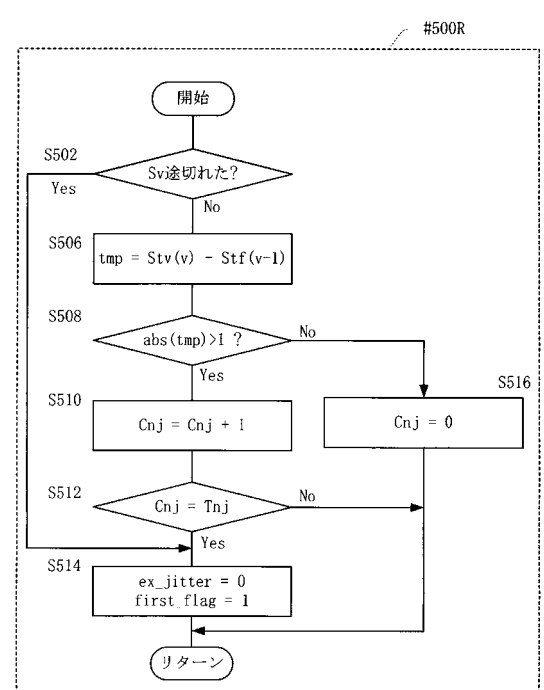 #500R
開始
S502
Sv途切れた?
Yes
No
S506
tmp = Stv(v) - Stf(v-1)
S508
abs(tmp)>1 ?
No
Yes
S516
S510
Cnj = Cnj + 1
Cnj = 0
S512
Cnj = Tnj
No
Yes
S514
ex_jitter = 0
first_flag = 1
リターン